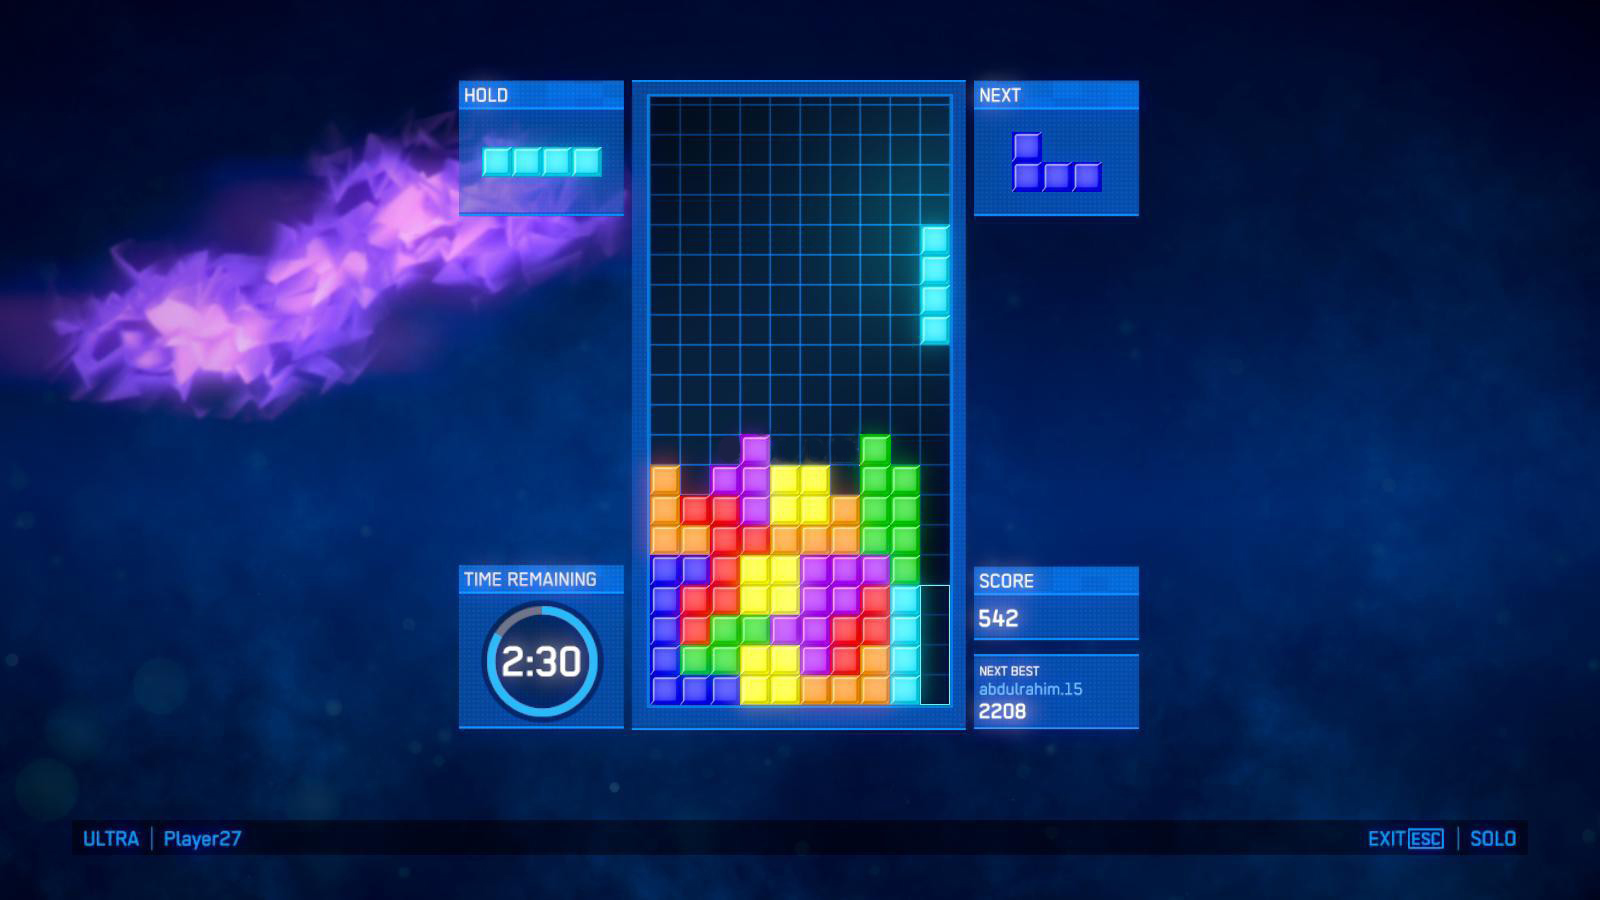 HOLD
NEXT
TIME REMAINING
2:30
SCORE
542
NEXT BEST
abdulrahim.15
2208
ULTRA | Player27
EXIT ESC | SOLO